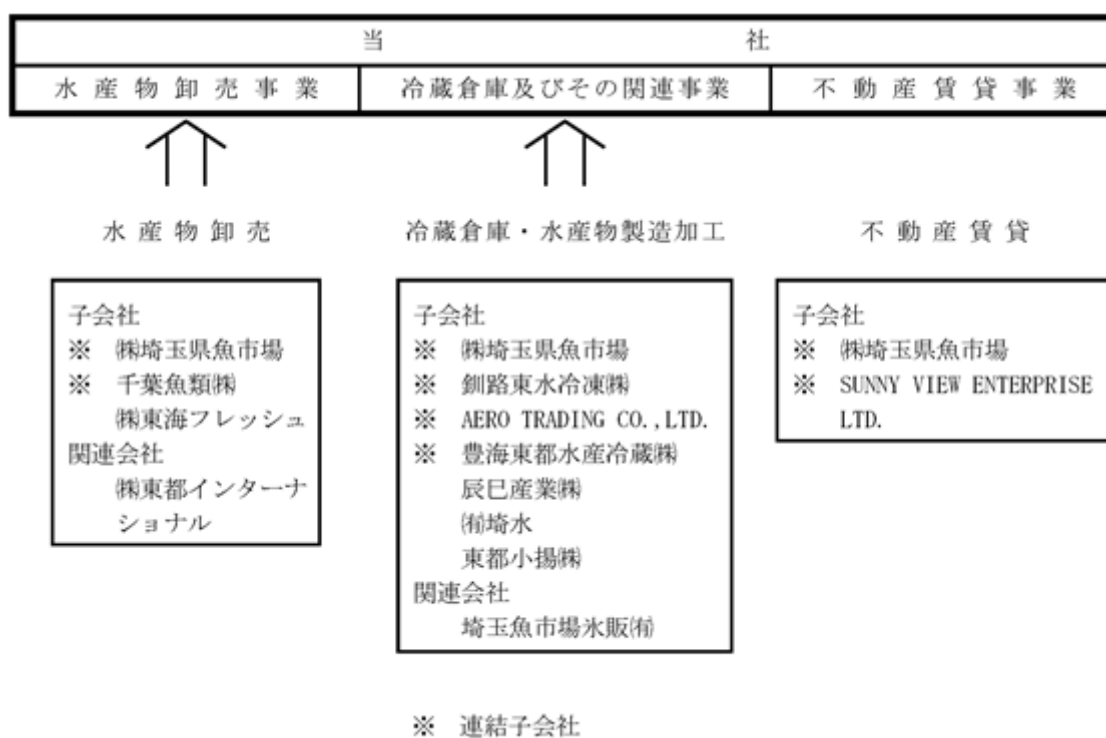 当 社
水産物卸売事業 冷蔵倉庫及びその関連事業 不動産賃貸事業
水産物卸売
子会社
※ ㈱埼玉県魚市場
※ 千葉魚類㈱
㈱東海フレッシュ
関連会社
㈱東都インターナ
ショナル
冷蔵倉庫・水産物製造加工
子会社
※ ㈱埼玉県魚市場
※ 釧路東水冷凍㈱
※ AERO TRADING CO.,LTD.
※ 豊海東都水産冷蔵㈱
辰巳産業㈱
㈲埼水
東都小揚㈱
関連会社
埼玉魚市場氷販㈲
不動産賃貸
子会社
※ ㈱埼玉県魚市場
※ SUNNY VIEW ENTERPRISE
LTD.
※ 連結子会社